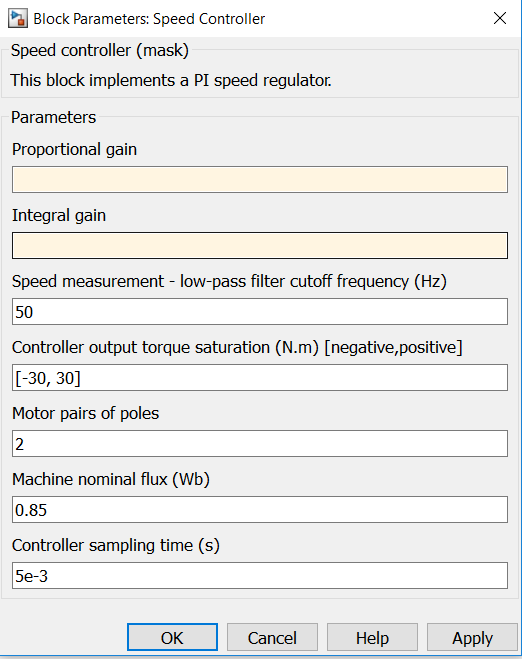 Block Parameters: Speed Controller
Speed controller (mask)
This block implements a PI speed regulator.
Parameters
Proportional gain
Integral gain
Speed measurement - low-pass filter cutoff frequency (Hz)
50
Controller output torque saturation (N.m) [negative,positive]
[-30, 30]
Motor pairs of poles
2
Machine nominal flux (Wb)
0.85
Controller sampling time (s)
5e-3
OK Cancel Help Apply